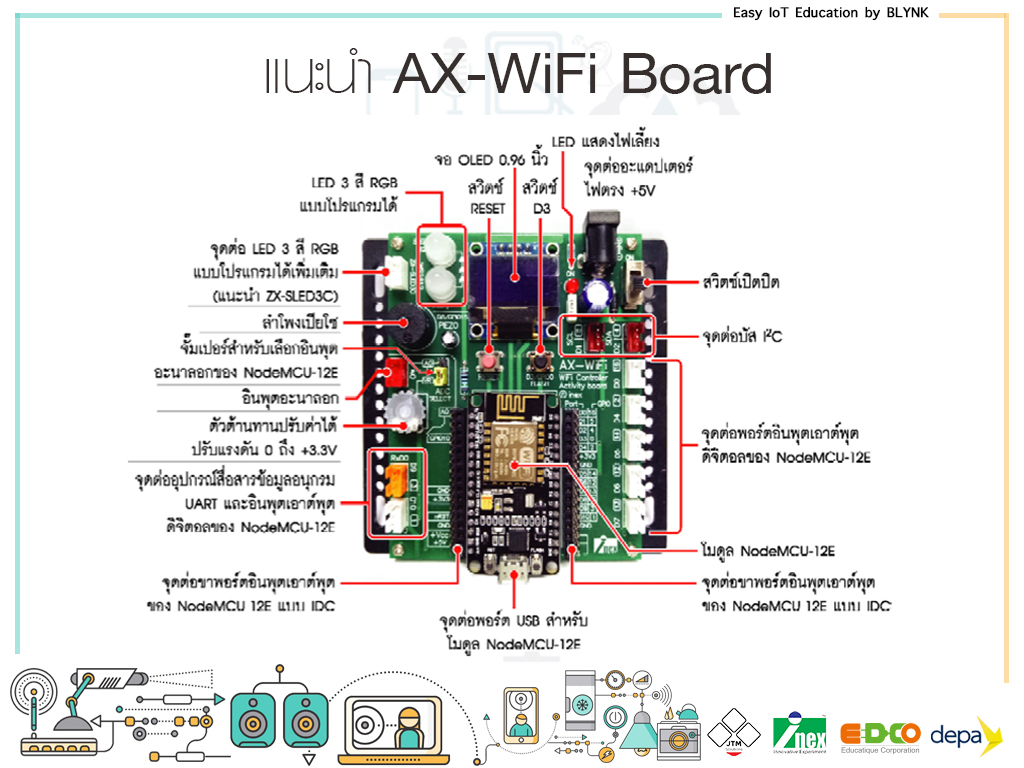 Easy IoT Education by BLYNK
แนะนำ AX-WiFi Board
LED แสดงไฟเลี้ยง
จอ OLED 0.96 นิ้ว
จุดต่ออะแดปเตอร์
ไฟตรง +5V
LED 3 สี RGB
แบบโปรแกรมได้
สวิตช์
RESET
สวิตช์
D3
จุดต่อ LED 3 สี RGB
แบบโปรแกรมได้เพิ่มเติม
(แนะนำ ZX-SLED3C)
สวิตช์เปิดปิด
ลำโพงเปียโซ
จุดต่อบัส I²C
จั๊มเปอร์สำหรับเลือกอินพุต
อะนาลอกของ NodeMCU-12E
อินพุตอะนาลอก
ตัวต้านทานปรับค่าได้
ปรับแรงดัน 0 ถึง +3.3V
จุดต่อพอร์ตอินพุตเอาต์พุต
ดิจิตอลของ NodeMCU-12E
จุดต่ออุปกรณ์สื่อสารข้อมูลอนุกรม
UART และอินพุตเอาต์พุต
ดิจิตอลของ NodeMCU-12E
โมดูล NodeMCU-12E
จุดต่อขาพอร์ตอินพุตเอาต์พุต
ของ NodeMCU 12E แบบ IDC
จุดต่อขาพอร์ตอินพุตเอาต์พุต
ของ NodeMCU 12E แบบ IDC
จุดต่อพอร์ต USB สำหรับ
โมดูล NodeMCU-12E
PIEZO
SCL
D1
SDA
D2
AX-WiFi
WiFi Controller
Activity board
inex
Port
GPIO
RxD0
+Vcc
+5V
JTM
inex
Innovative Experiment
EDCO
Educatique Corporation
depa